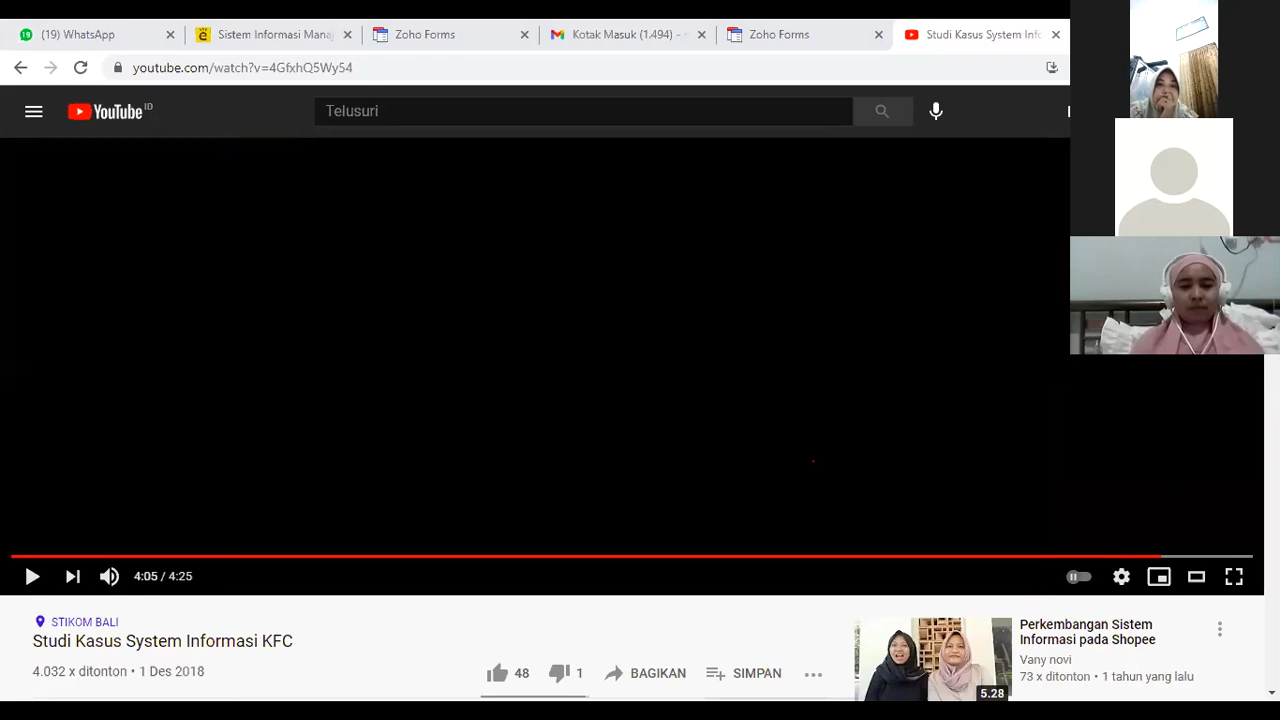 (19) WhatsApp
Sistem Informasi Mana
Zoho Forms
Kotak Masuk (1.494) -
Zoho Forms
Studi Kasus System Info
youtube.com/watch?v=4GfxhQ5Wy54
YouTube ID
Telusuri
4:05 / 4:25
STIKOM BALI
Studi Kasus System Informasi KFC
4.032 x ditonton • 1 Des 2018
48
1
BAGIKAN
SIMPAN
5.28
Perkembangan Sistem
Informasi pada Shopee
Vany novi
73 x ditonton • 1 tahun yang lalu